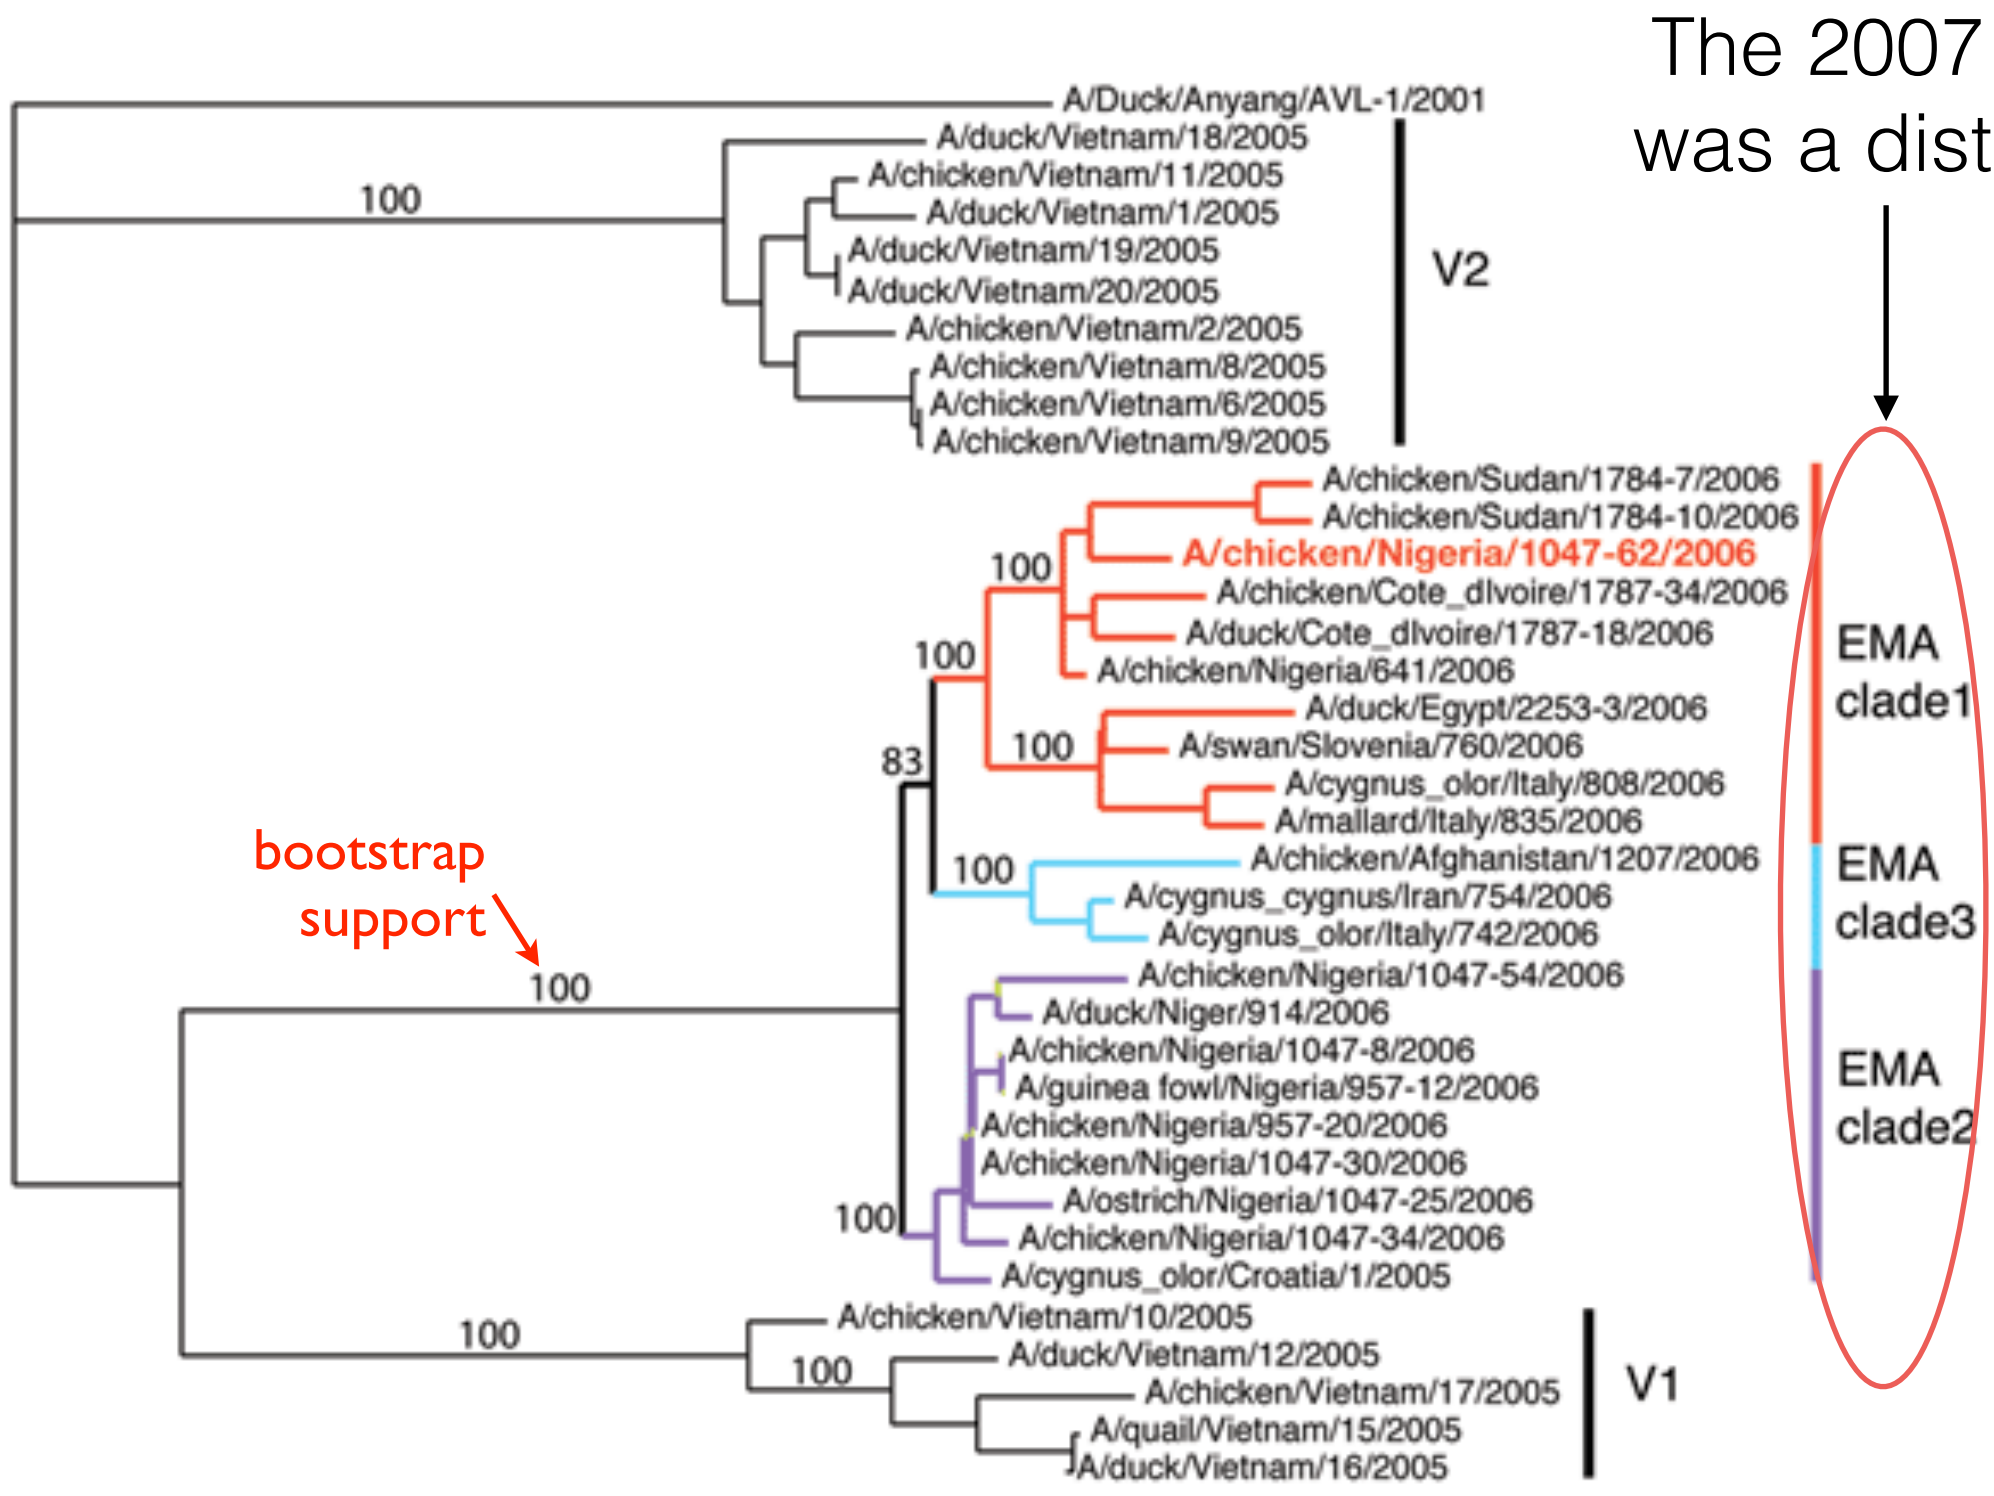 The 2007
was a dist
A/Duck/Anyang/AVL-1/2001
A/duck/Vietnam/18/2005
A/chicken/Vietnam/11/2005
100
A/duck/Vietnam/1/2005
A/duck/Vietnam/19/2005
V2
A/duck/Vietnam/20/2005
A/chicken/Vietnam/2/2005
A/chicken/Vietnam/8/2005
A/chicken/Vietnam/6/2005
A/chicken/Vietnam/9/2005
A/chicken/Sudan/1784-7/2006
A/chicken/Sudan/1784-10/2006
A/chicken/Nigeria/1047-62/2006
100
A/chicken/Cote_dIvoire/1787-34/2006
A/duck/Cote_dIvoire/1787-18/2006
EMA
clade1
100
A/chicken/Nigeria/641/2006
A/duck/Egypt/2253-3/2006
100
A/swan/Slovenia/760/2006
83
A/cygnus_olor/Italy/808/2006
A/mallard/Italy/835/2006
bootstrap
support
A/chicken/Afghanistan/1207/2006
EMA
clade3
100
A/cygnus_cygnus/Iran/754/2006
A/cygnus_olor/Italy/742/2006
A/chicken/Nigeria/1047-54/2006
100
A/duck/Niger/914/2006
A/chicken/Nigeria/1047-8/2006
EMA
clade2
A/guinea fowl/Nigeria/957-12/2006
A/chicken/Nigeria/957-20/2006
A/chicken/Nigeria/1047-30/2006
A/ostrich/Nigeria/1047-25/2006
100
A/chicken/Nigeria/1047-34/2006
A/cygnus_olor/Croatia/1/2005
A/chicken/Vietnam/10/2005
100
A/duck/Vietnam/12/2005
100
A/chicken/Vietnam/17/2005
V1
A/quail/Vietnam/15/2005
A/duck/Vietnam/16/2005